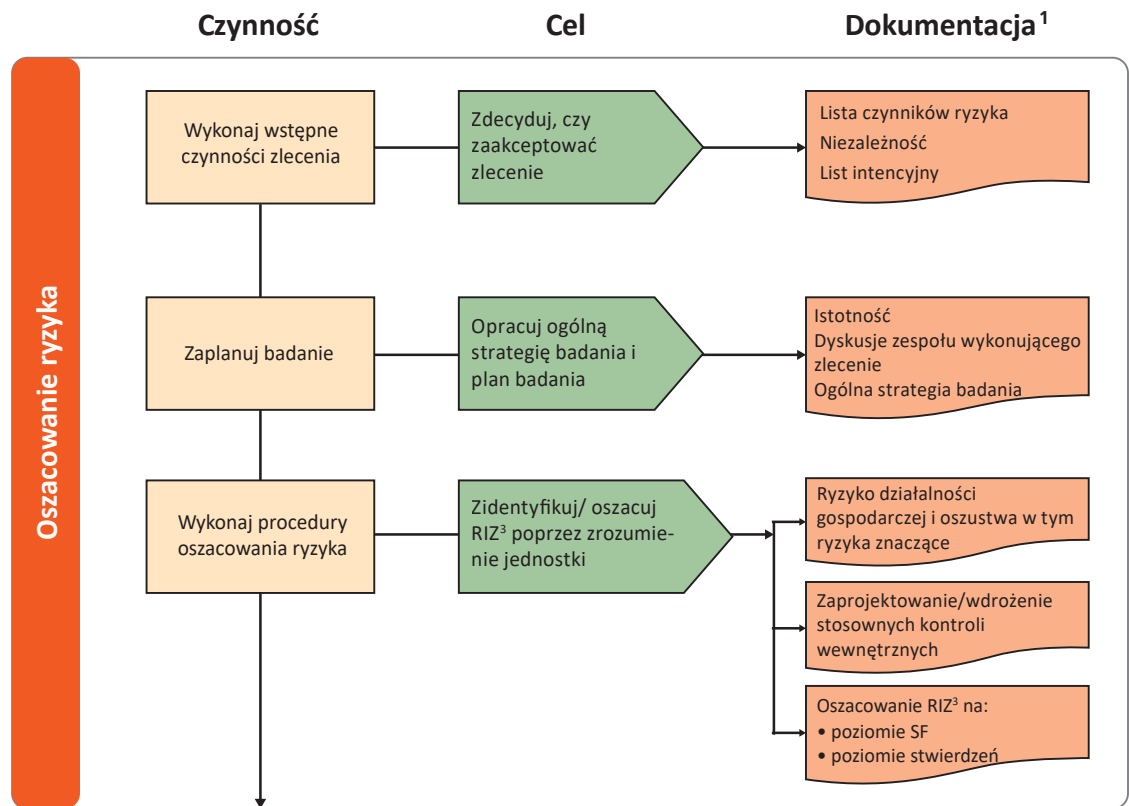 Czynność
Cel
Dokumentacja¹
Oszacowanie ryzyka
Wykonaj wstępne
czynności zlecenia
Zdecyduj, czy
zaakceptować
zlecenie
Lista czynników ryzyka
Niezależność
List intencyjny
Zaplanuj badanie
Opracuj ogólną
strategię badania i
plan badania
Istotność
Dyskusje zespołu wykonującego
zlecenie
Ogólna strategia badania
Wykonaj procedury
oszacowania ryzyka
Zidentyfikuj/ oszacuj
RIZ³ poprzez zrozumie-
nie jednostki
Ryzyko działalności
gospodarczej i oszustwa w tym
ryzyka znaczące
Zaprojektowanie/wdrożenie
stosownych kontroli
wewnętrznych
Oszacowanie RIZ³ na:
• poziomie SF
• poziomie stwierdzeń